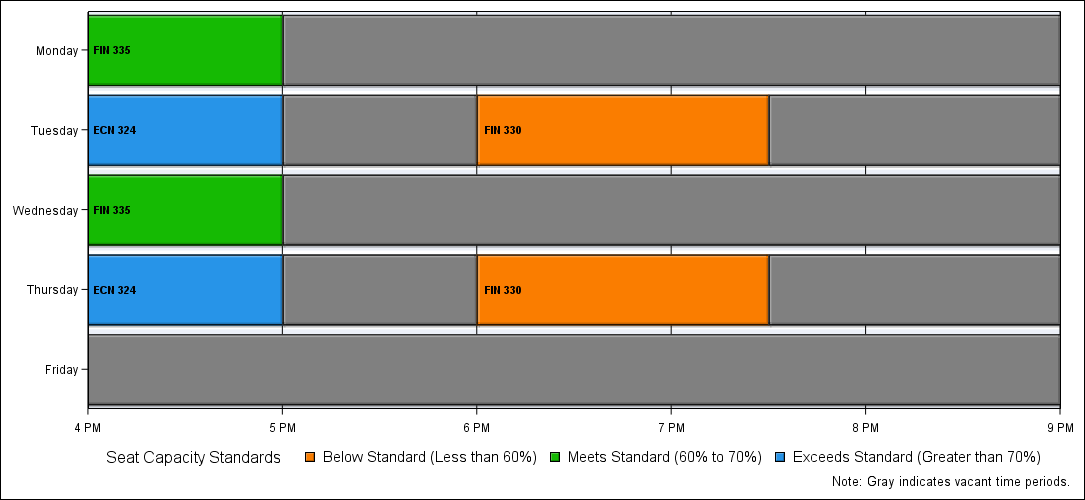 Monday
FIN 335
Tuesday
ECN 324
FIN 330
Wednesday
FIN 335
Thursday
ECN 324
FIN 330
Friday
4 PM 5 PM 6 PM 7 PM 8 PM 9 PM
Seat Capacity Standards Below Standard (Less than 60%) Meets Standard (60% to 70%) Exceeds Standard (Greater than 70%)
Note: Gray indicates vacant time periods.